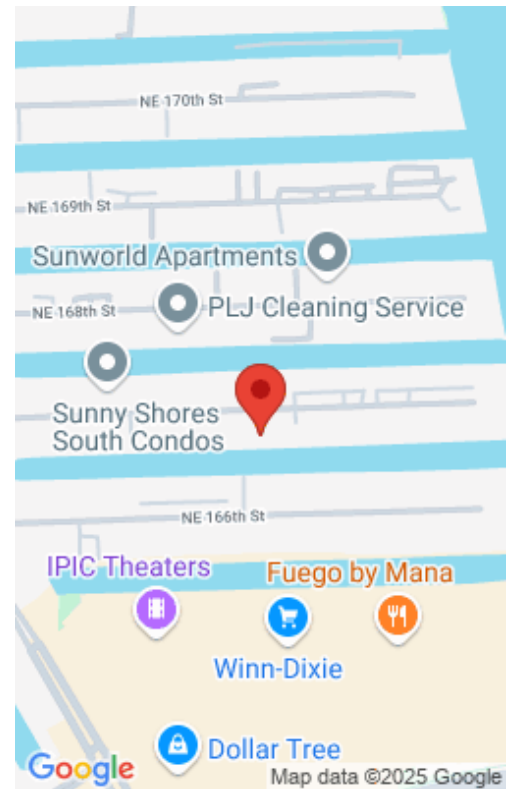 NE 170th St
NE 169th St
Sunworld Apartments
NE 168th St
PLJ Cleaning Service
Sunny Shores
South Condos
NE 166th St
IPIC Theaters
Fuego by Mana
Winn-Dixie
Dollar Tree
Google
Map data ©2025 Google